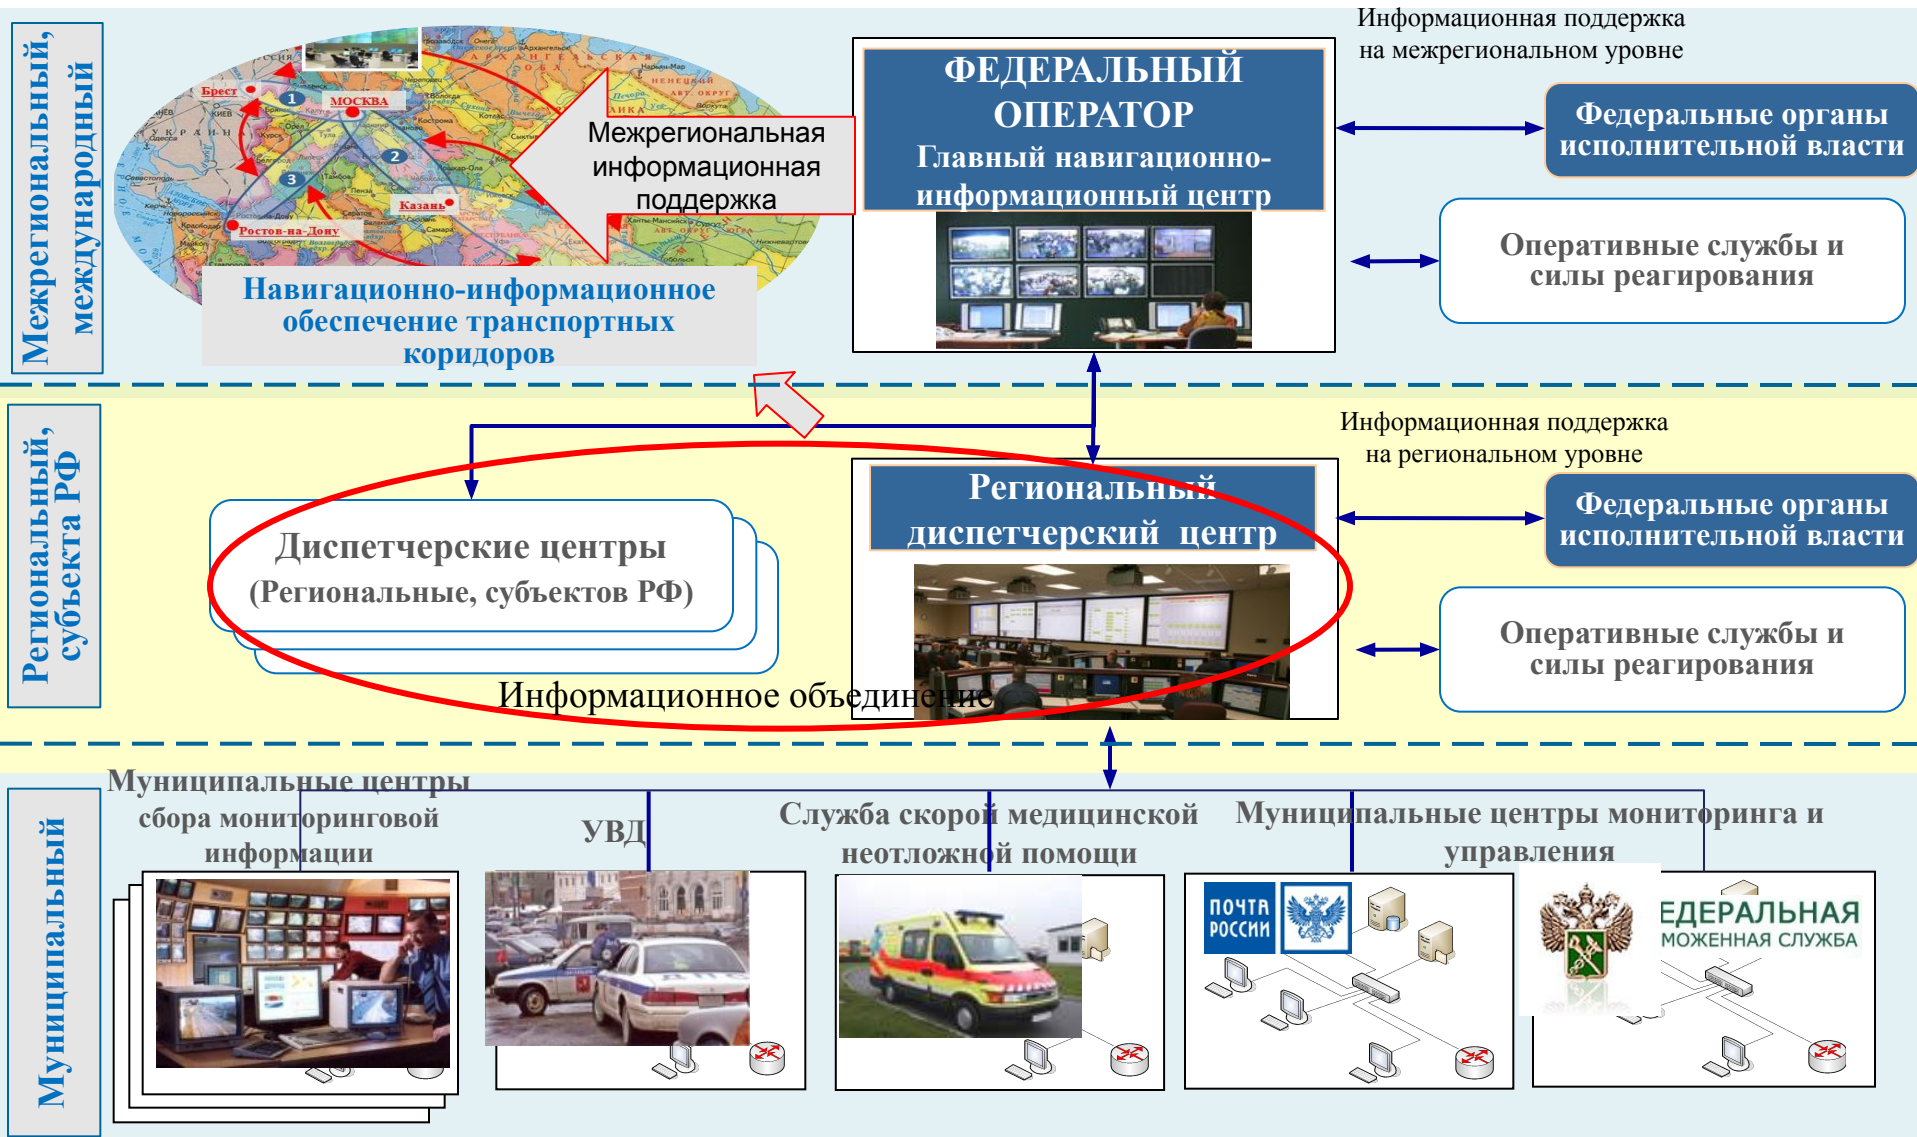 Межрегиональный,
международный
Брест
МОСКВА
Казань
Ростов-на-Дону
1
2
3
Межрегиональная
информационная
поддержка
Навигационно-информационное
обеспечение транспортных
коридоров
ФЕДЕРАЛЬНЫЙ
ОПЕРАТОР
Главный навигационно-
информационный центр
Информационная поддержка
на межрегиональном уровне
Федеральные органы
исполнительной власти
Оперативные службы и
силы реагирования
Региональный,
субъекта РФ
Диспетчерские центры
(Региональные, субъектов РФ)
Информационное объединение
Региональный
диспетчерский центр
Информационная поддержка
на региональном уровне
Федеральные органы
исполнительной власти
Оперативные службы и
силы реагирования
Муниципальный
Муниципальные центры
сбора мониторинговой
информации
УВД
Служба скорой медицинской
неотложной помощи
Муниципальные центры мониторинга и
управления
ПОЧТА
РОССИИ
ЕДЕРАЛЬНАЯ
МОЖЕННАЯ СЛУЖБА
ДПС